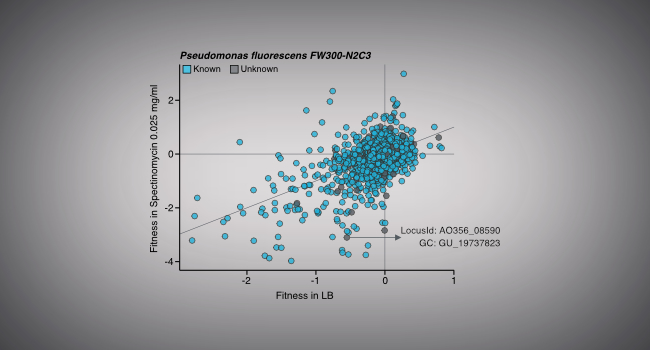 Pseudomonas fluorescens FW300-N2C3
Known Unknown
Fitness in Spectinomycin 0.025 mg/ml
2
0
-2
-4
LocusId: AO356_08590
GC: GU_19737823
-2 -1 0 1
Fitness in LB